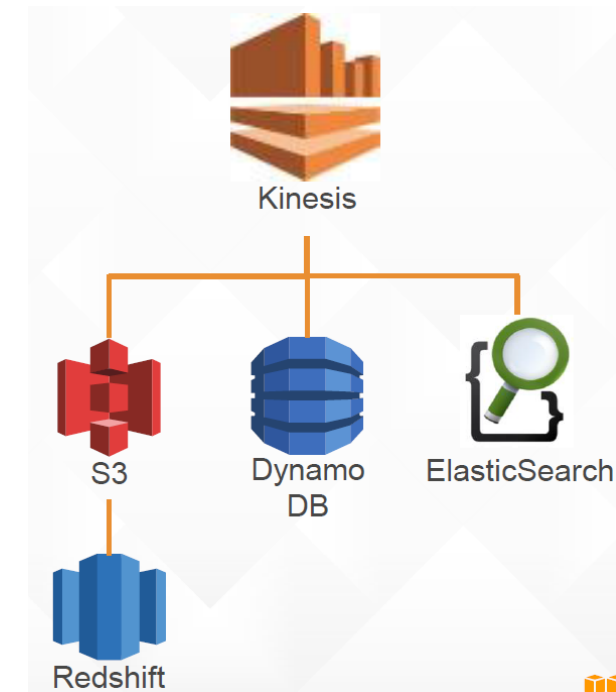 Kinesis
S3
Dynamo
DB
ElasticSearch
Redshift